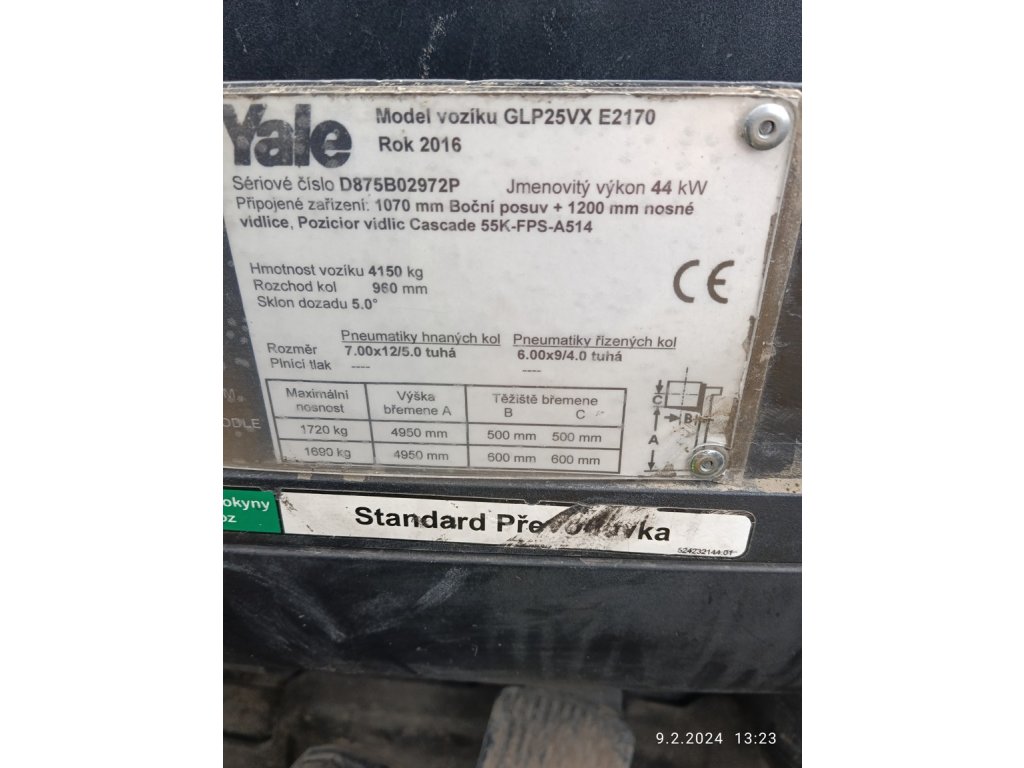 Yale
Model vozíku GLP25VX E2170
Rok 2016
Sériové číslo D875B02972P Jmenovitý výkon 44 kW
Připojené zařízení: 1070 mm Boční posuv + 1200 mm nosné
vidlice, Pozicior vidlic Cascade 55K-FPS-A514
Hmotnost vozíku 4150 kg
Rozchod kol 960 mm
Sklon dozadu 5.0°
CE
Pneumatiky hnaných kol Pneumatiky řízených kol
Rozměr 7.00x12/5.0 tuhá 6.00x9/4.0 tuhá
Plnící tlak ---- ----
Maximální nosnost Výška břemene A Těžiště břemene B C
1720 kg 4950 mm 500 mm 500 mm
1690 kg 4950 mm 600 mm 600 mm
C
B
A
ODLE
okyny
oz
Standard
524232144 01
9.2.2024 13:23